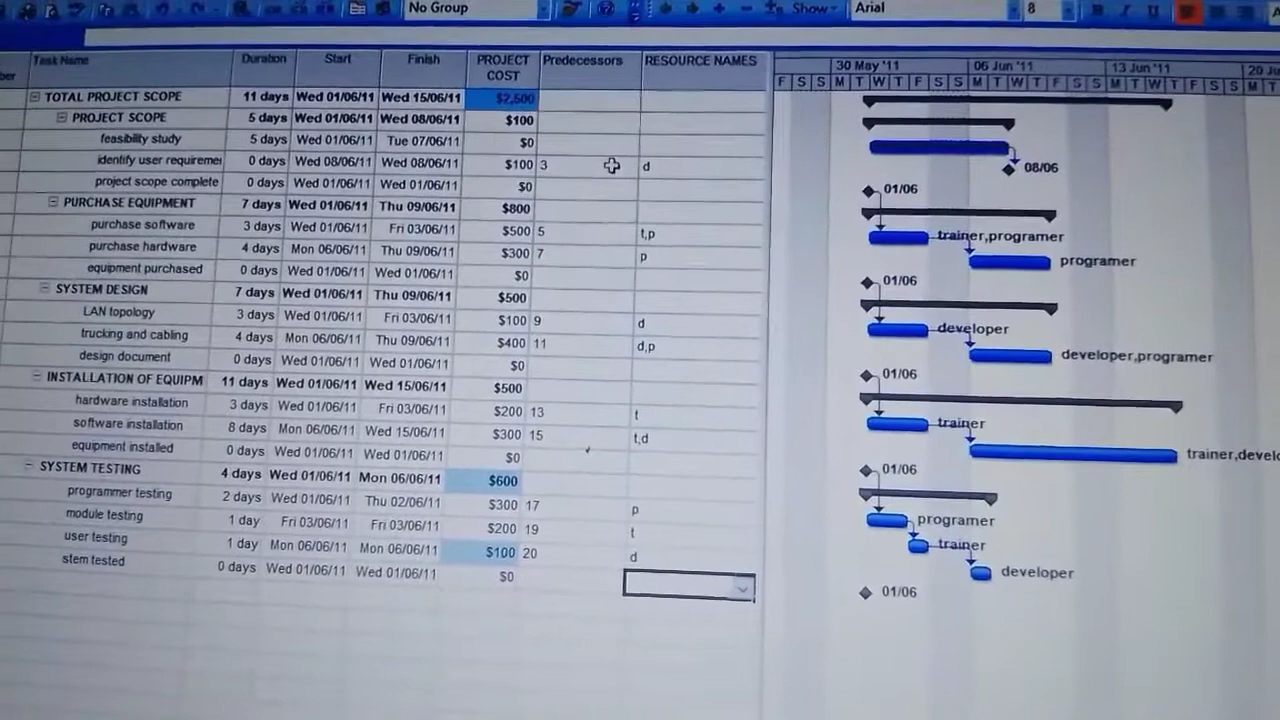 No Group Show Arial 8
ber Task Name Duration Start Finish PROJECT COST Predecessors RESOURCE NAMES 30 May '11 06 Jun '11 13 Jun '11 20 Ju
F S S M T W T F S S M T W T F S S M T W T F S S M T
TOTAL PROJECT SCOPE 11 days Wed 01/06/11 Wed 15/06/11 $2,500
PROJECT SCOPE 5 days Wed 01/06/11 Wed 08/06/11 $100
feasibility study 5 days Wed 01/06/11 Tue 07/06/11 $0
identify user requiremen 0 days Wed 08/06/11 Wed 08/06/11 $100 3 d 08/06
project scope complete 0 days Wed 01/06/11 Wed 01/06/11 $0 01/06
PURCHASE EQUIPMENT 7 days Wed 01/06/11 Thu 09/06/11 $800
purchase software 3 days Wed 01/06/11 Fri 03/06/11 $500 5 t,p trainer,programer
purchase hardware 4 days Mon 06/06/11 Thu 09/06/11 $300 7 p programer
equipment purchased 0 days Wed 01/06/11 Wed 01/06/11 $0 01/06
SYSTEM DESIGN 7 days Wed 01/06/11 Thu 09/06/11 $500
LAN topology 3 days Wed 01/06/11 Fri 03/06/11 $100 9 d developer
trucking and cabling 4 days Mon 06/06/11 Thu 09/06/11 $400 11 d,p developer,programer
design document 0 days Wed 01/06/11 Wed 01/06/11 $0 01/06
INSTALLATION OF EQUIPM 11 days Wed 01/06/11 Wed 15/06/11 $500
hardware installation 3 days Wed 01/06/11 Fri 03/06/11 $200 13 t trainer
software installation 8 days Mon 06/06/11 Wed 15/06/11 $300 15 t,d trainer,develo
equipment installed 0 days Wed 01/06/11 Wed 01/06/11 $0 01/06
SYSTEM TESTING 4 days Wed 01/06/11 Mon 06/06/11 $600
programmer testing 2 days Wed 01/06/11 Thu 02/06/11 $300 17 p programer
module testing 1 day Fri 03/06/11 Fri 03/06/11 $200 19 t trainer
user testing 1 day Mon 06/06/11 Mon 06/06/11 $100 20 d developer
stem tested 0 days Wed 01/06/11 Wed 01/06/11 $0 01/06